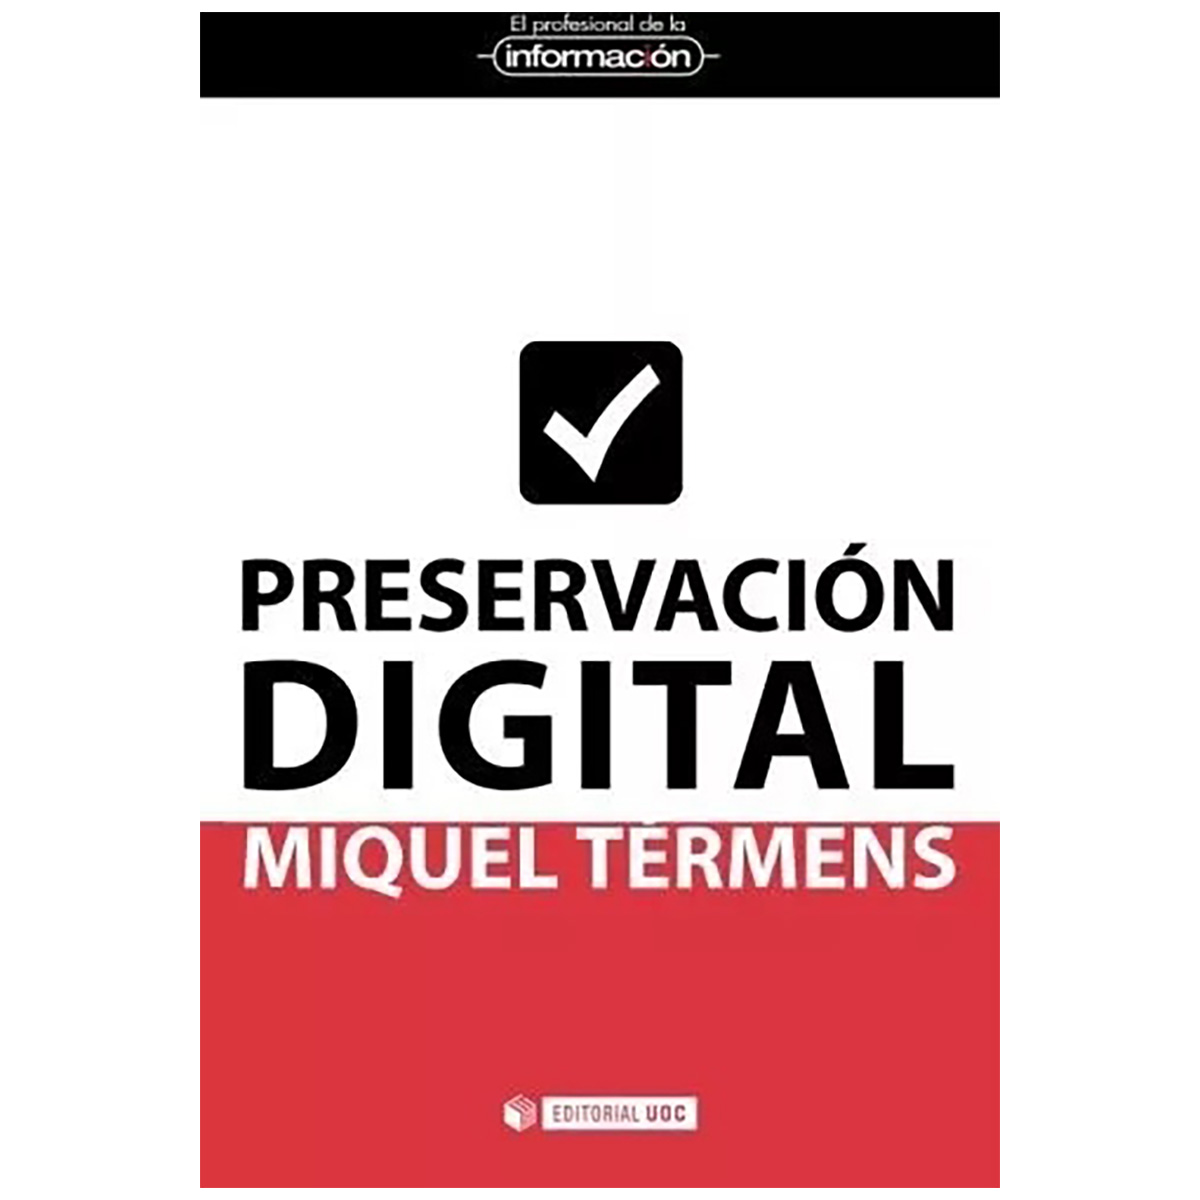 El profesional de la
información
PRESERVACIÓN
DIGITAL
MIQUEL TÉRMENS
EDITORIAL UOC